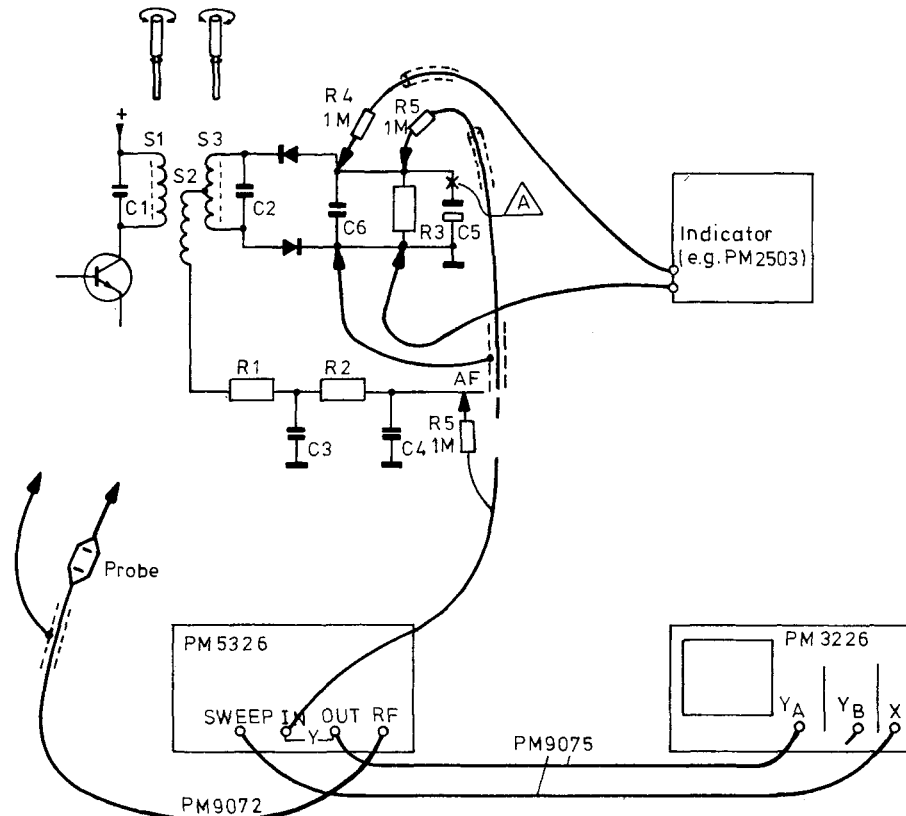 +
S1
S3
S2
C1
C2
R4
1M
R5
1M
C6
R3
C5
A
Indicator
(e.g. PM2503)
R1
R2
AF
C3
C4
R5
1M
Probe
PM5326
SWEEP
IN
OUT
RF
Y
PM9072
PM9075
PM3226
YA
YB
X